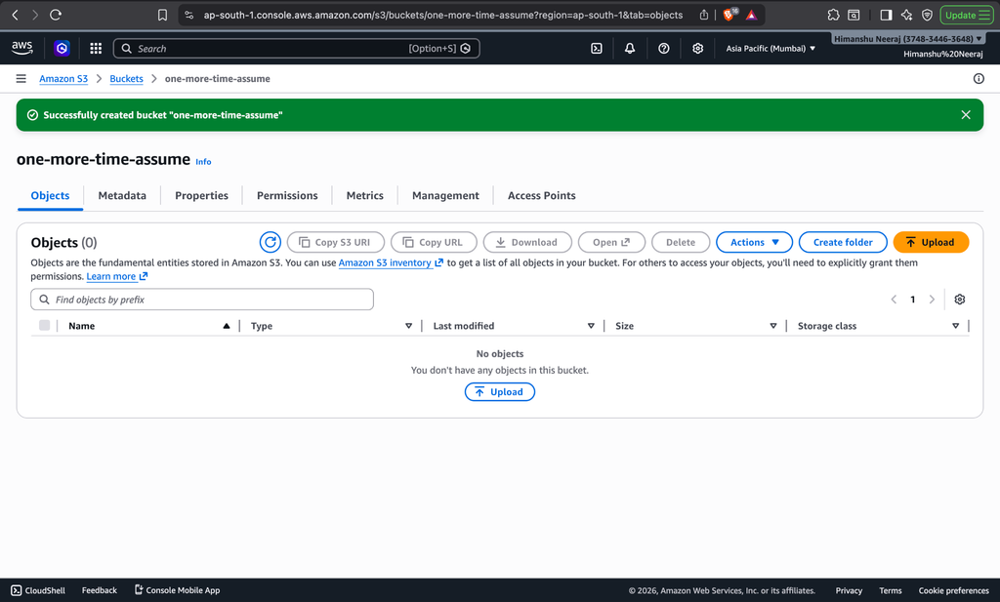 ap-south-1.console.aws.amazon.com/s3/buckets/one-more-time-assume?region=ap-south-1&tab=objects
Update
aws
Search
[Option+S]
Asia Pacific (Mumbai)
Himanshu Neeraj (3748-3446-3648)
Himanshu%20Neeraj
Amazon S3
Buckets
one-more-time-assume
Successfully created bucket "one-more-time-assume"
one-more-time-assume Info
Objects
Metadata
Properties
Permissions
Metrics
Management
Access Points
Objects (0)
Copy S3 URI
Copy URL
Download
Open
Delete
Actions
Create folder
Upload
Objects are the fundamental entities stored in Amazon S3. You can use Amazon S3 inventory to get a list of all objects in your bucket. For others to access your objects, you'll need to explicitly grant them
permissions. Learn more
Find objects by prefix
1
Name
Type
Last modified
Size
Storage class
No objects
You don't have any objects in this bucket.
Upload
CloudShell
Feedback
Console Mobile App
© 2026, Amazon Web Services, Inc. or its affiliates.
Privacy
Terms
Cookie preferences